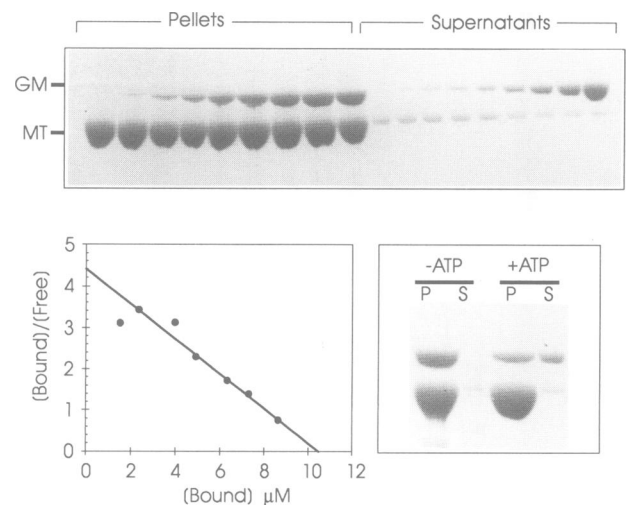 Pellets Supernatants
GM
MT
5
4
3
2
1
0
(Bound)/(Free)
0 2 4 6 8 10 12
(Bound) μM
-ATP +ATP
P S P S